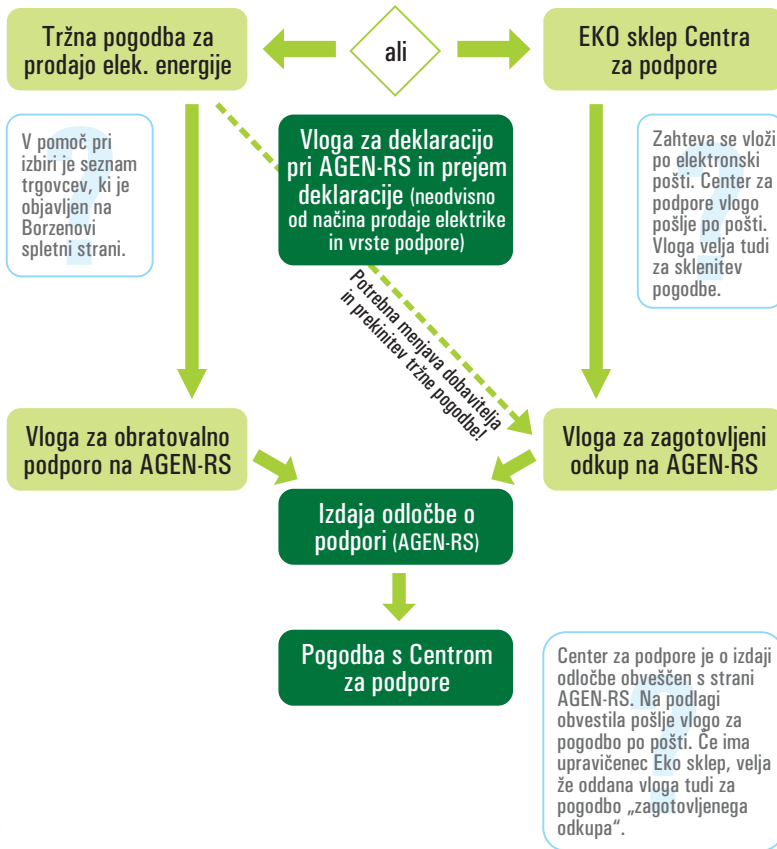 Tržna pogodba za
prodajo elek. energije
ali
EKO sklep Centra
za podpore
V pomoč pri
izbiri je seznam
trgovcev, ki je
objavljen na
Borzenovi
spletni strani.
?
Vloga za deklaracijo
pri AGEN-RS in prejem
deklaracije (neodvisno
od načina prodaje elektrike
in vrste podpore)
Zahteva se vloži
po elektronski
pošti. Center za
podpore vlogo
pošlje po pošti.
Vloga velja tudi
za sklenitev
pogodbe.
?
Potrebna menjava dobavitelja
in prekinitev tržne pogodbe!
Vloga za obratovalno
podporo na AGEN-RS
Vloga za zagotovljeni
odkup na AGEN-RS
Izdaja odločbe o
podpori (AGEN-RS)
Pogodba s Centrom
za podpore
Center za podpore je o izdaji
odločbe obveščen s strani
AGEN-RS. Na podlagi
obvestila pošlje vlogo za
pogodbo po pošti. Če ima
upravičenec Eko sklep, velja
že oddana vloga tudi za
pogodbo „zagotovljenega
odkupa“.
?